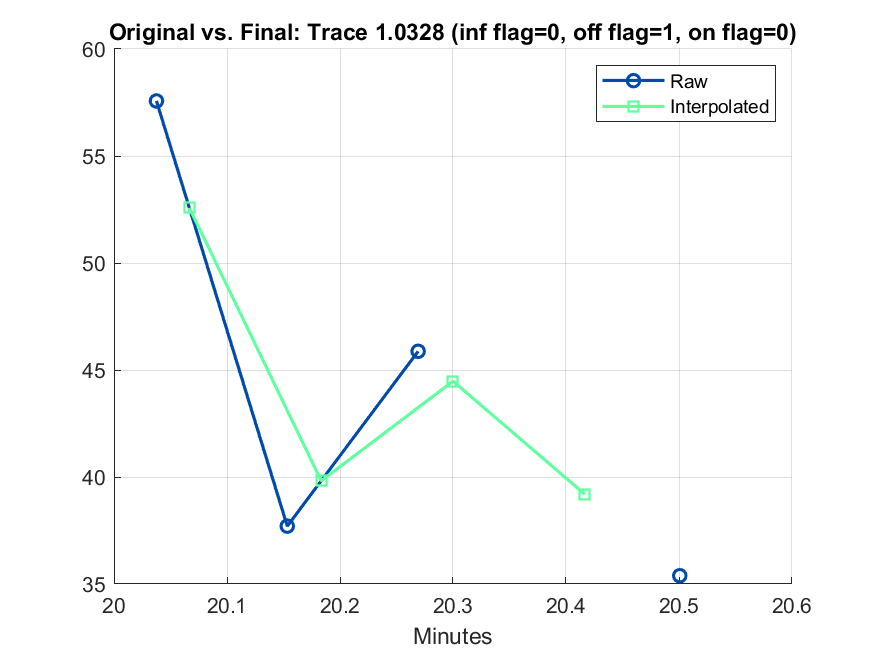 Original vs. Final: Trace 1.0328 (inf flag=0, off flag=1, on flag=0)
60
55
50
45
40
35
Raw
Interpolated
20 20.1 20.2 20.3 20.4 20.5 20.6
Minutes